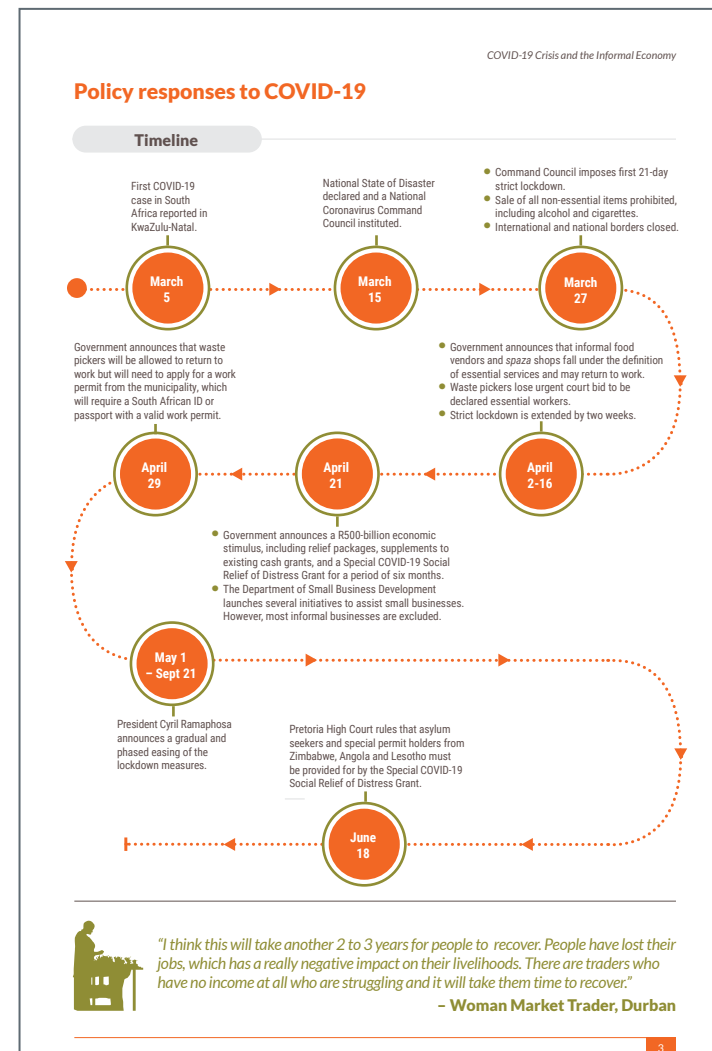 COVID-19 Crisis and the Informal Economy
Policy responses to COVID-19
Timeline
First COVID-19
case in South
Africa reported in
KwaZulu-Natal.
March
5
National State of Disaster
declared and a National
Coronavirus Command
Council instituted.
March
15
• Command Council imposes first 21-day
strict lockdown.
• Sale of all non-essential items prohibited,
including alcohol and cigarettes.
• International and national borders closed.
March
27
• Government announces that informal food
vendors and spaza shops fall under the definition
of essential services and may return to work.
• Waste pickers lose urgent court bid to be
declared essential workers.
• Strict lockdown is extended by two weeks.
April
2-16
April
21
• Government announces a R500-billion economic
stimulus, including relief packages, supplements to
existing cash grants, and a Special COVID-19 Social
Relief of Distress Grant for a period of six months.
• The Department of Small Business Development
launches several initiatives to assist small businesses.
However, most informal businesses are excluded.
Government announces that waste
pickers will be allowed to return to
work but will need to apply for a work
permit from the municipality, which
will require a South African ID or
passport with a valid work permit.
April
29
May 1
– Sept 21
President Cyril Ramaphosa
announces a gradual and
phased easing of the
lockdown measures.
Pretoria High Court rules that asylum
seekers and special permit holders from
Zimbabwe, Angola and Lesotho must
be provided for by the Special COVID-19
Social Relief of Distress Grant.
June
18
“I think this will take another 2 to 3 years for people to recover. People have lost their
jobs, which has a really negative impact on their livelihoods. There are traders who
have no income at all who are struggling and it will take them time to recover.”
– Woman Market Trader, Durban
3